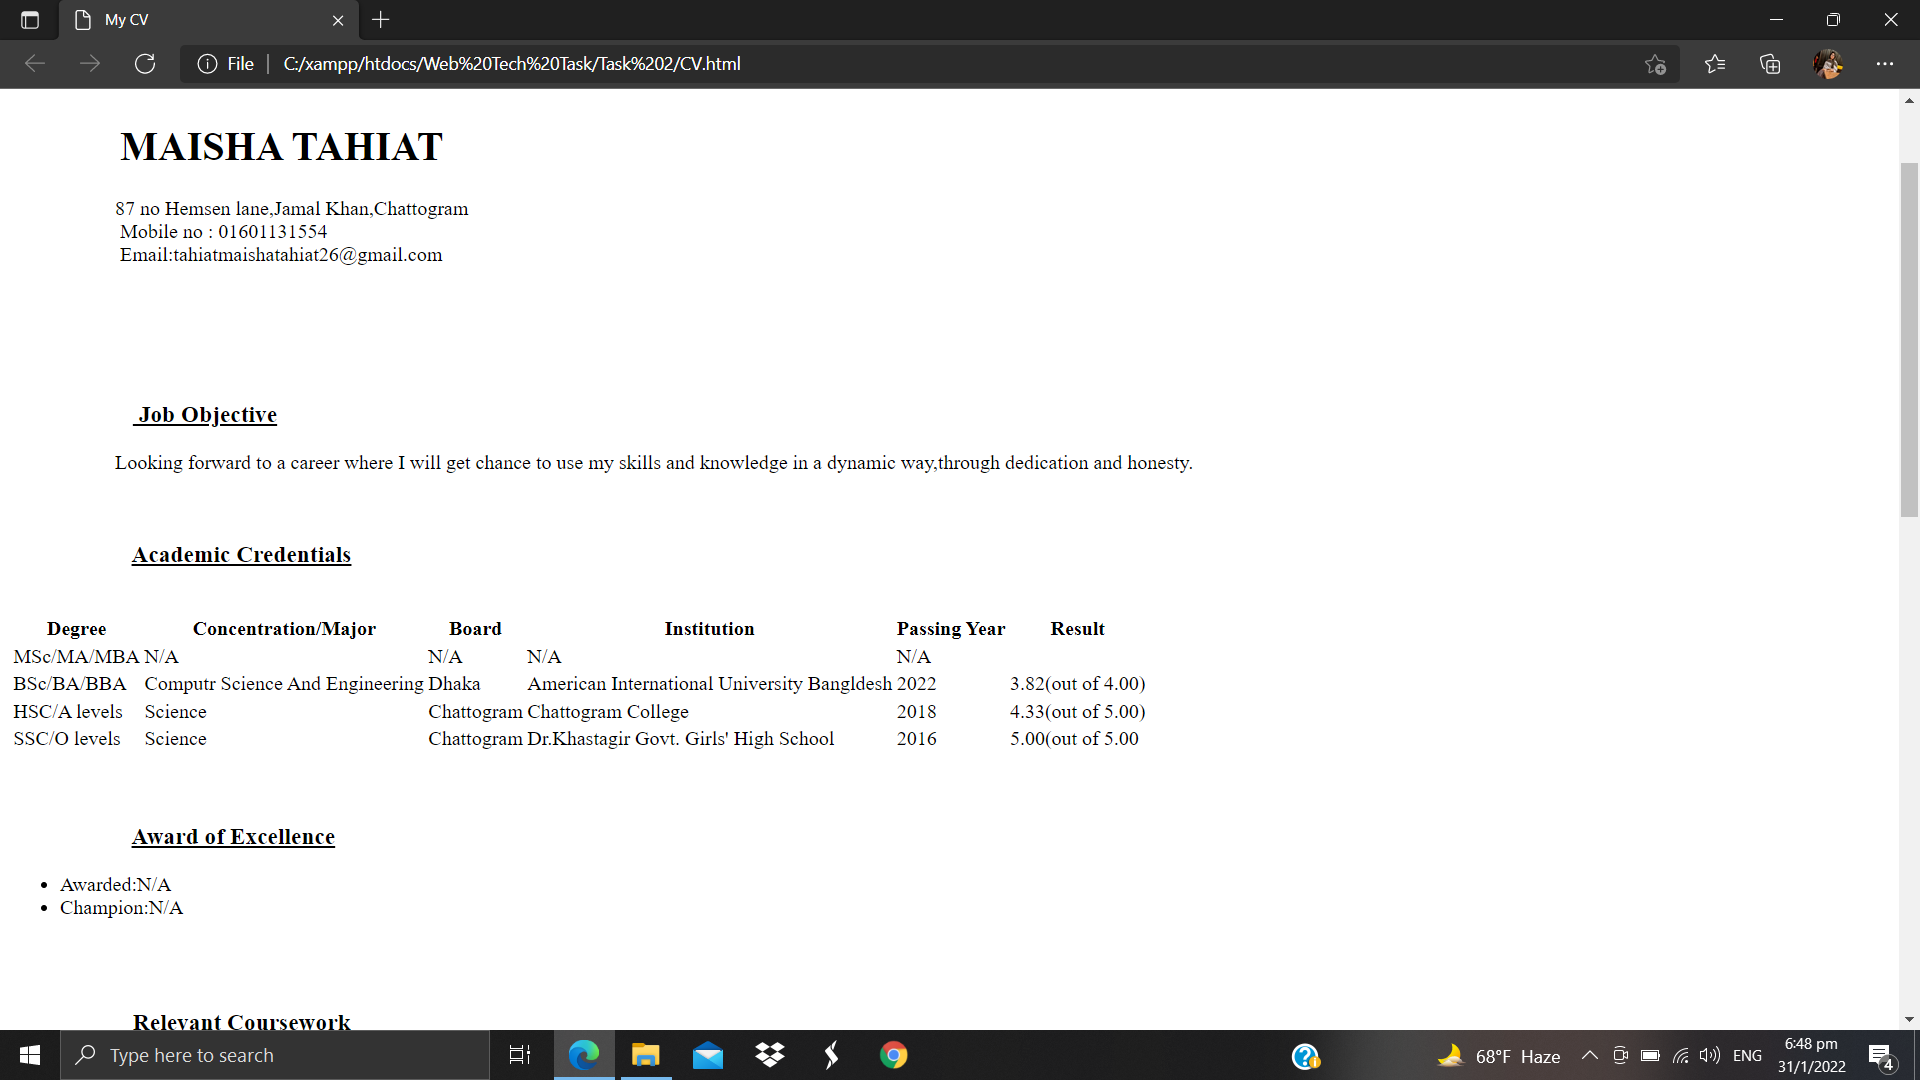 My CV
File C:/xampp/htdocs/Web%20Tech%20Task/Task%202/CV.html
MAISHA TAHIAT
87 no Hemsen lane,Jamal Khan,Chattogram
Mobile no : 01601131554
Email:tahiatmaishatahiat26@gmail.com
Job Objective
Looking forward to a career where I will get chance to use my skills and knowledge in a dynamic way,through dedication and honesty.
Academic Credentials
Degree Concentration/Major Board Institution Passing Year Result
MSc/MA/MBA N/A N/A N/A N/A
BSc/BA/BBA Computr Science And Engineering Dhaka American International University Bangldesh 2022 3.82(out of 4.00)
HSC/A levels Science Chattogram Chattogram College 2018 4.33(out of 5.00)
SSC/O levels Science Chattogram Dr.Khastagir Govt. Girls' High School 2016 5.00(out of 5.00
Award of Excellence
Awarded:N/A
Champion:N/A
Relevant Coursework
Type here to search
68°F Haze
ENG
6:48 pm
31/1/2022
4